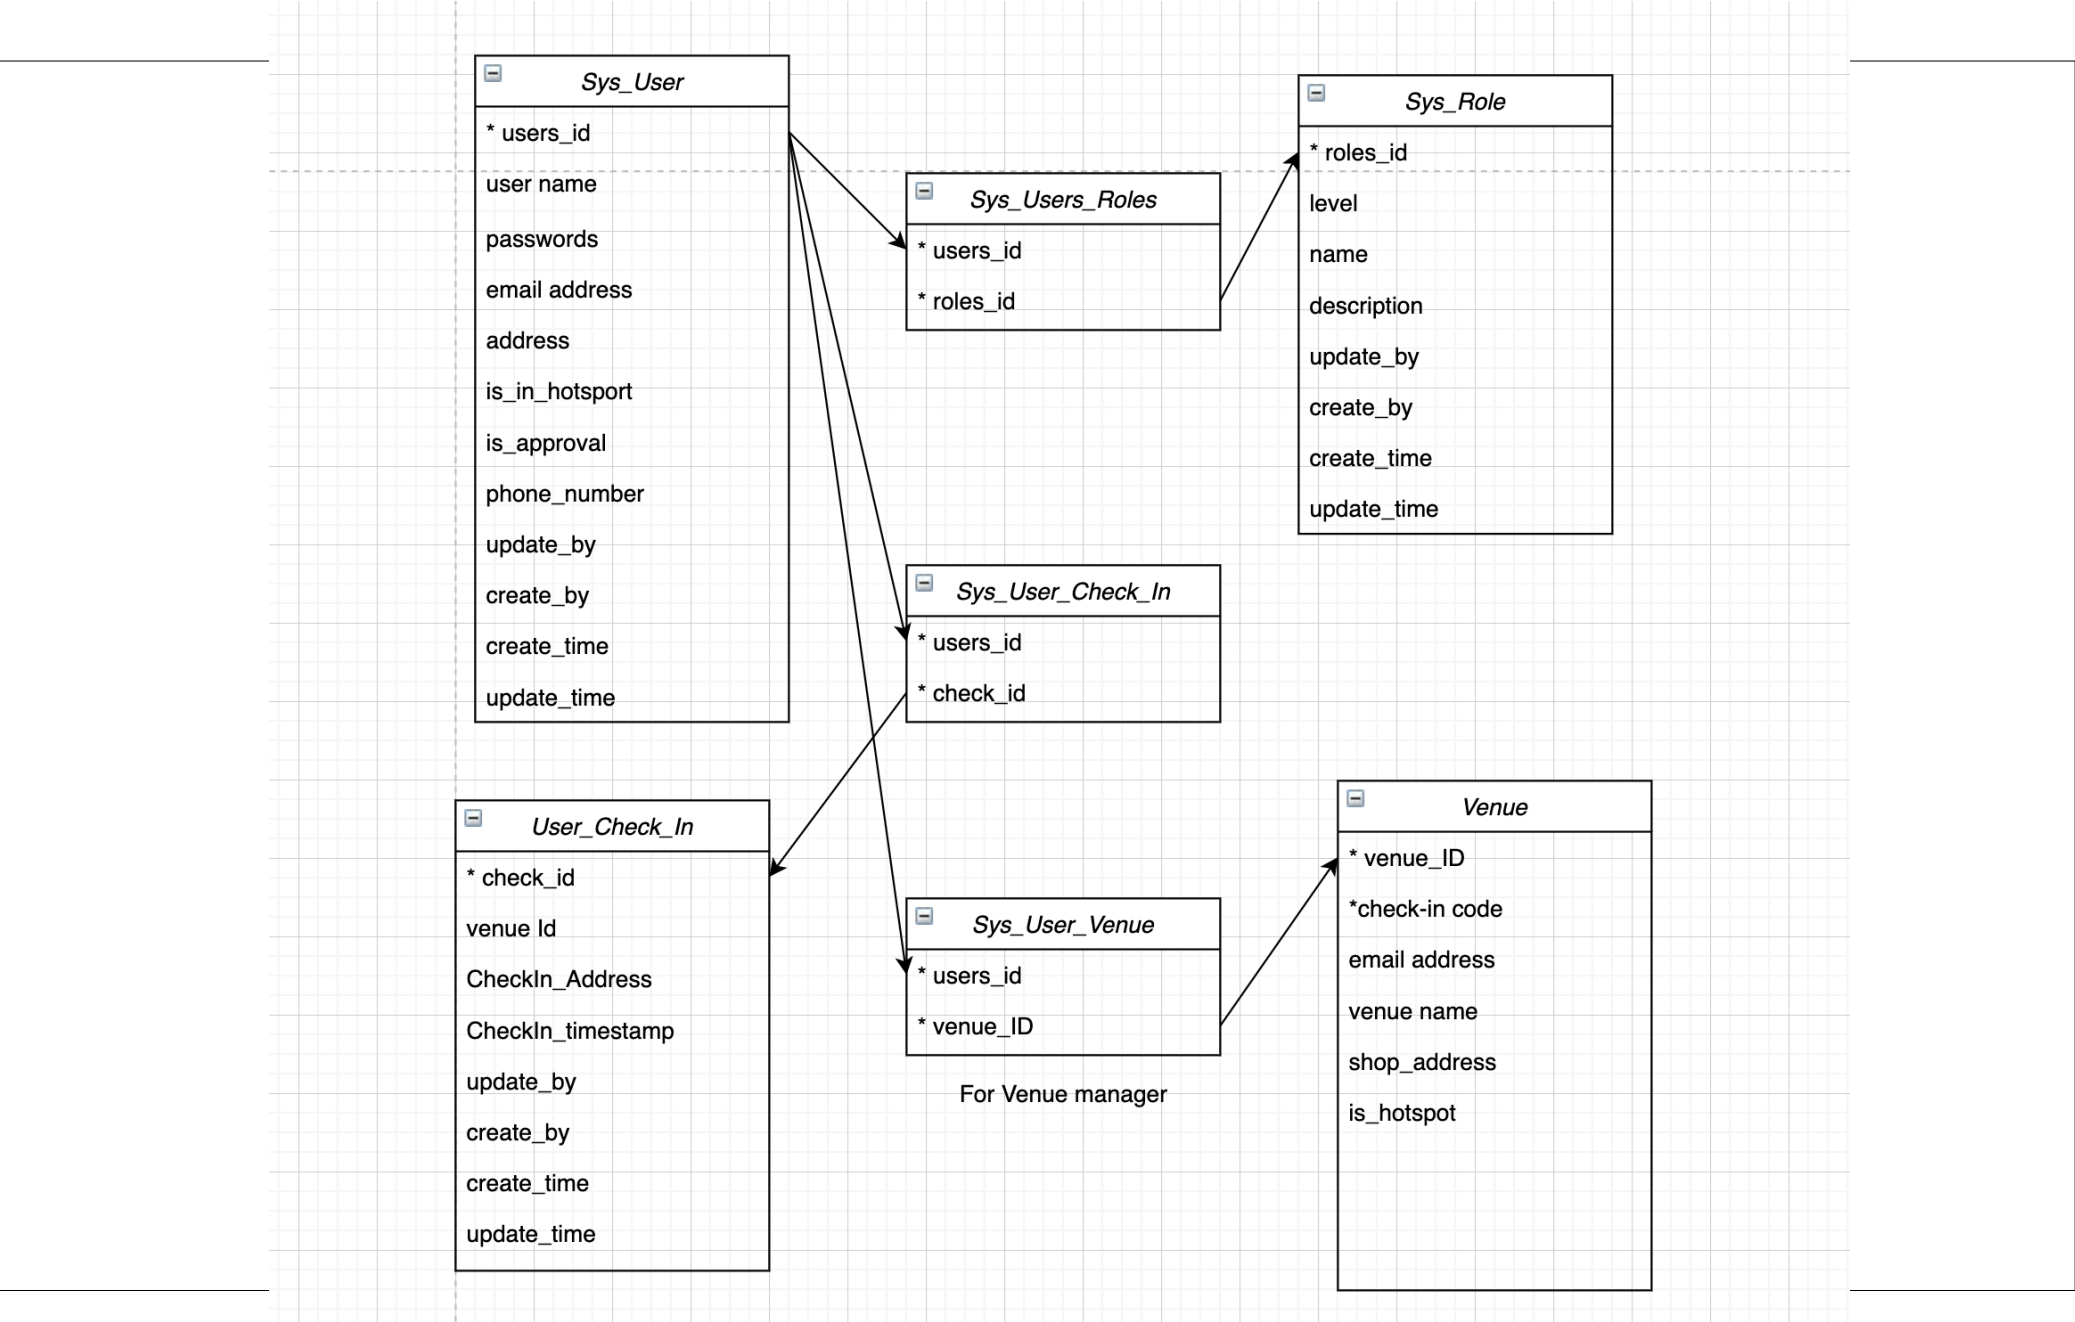 Sys_User
* users_id
user name
passwords
email address
address
is_in_hotsport
is_approval
phone_number
update_by
create_by
create_time
update_time
Sys_Users_Roles
* users_id
* roles_id
Sys_Role
* roles_id
level
name
description
update_by
create_by
create_time
update_time
Sys_User_Check_In
* users_id
* check_id
User_Check_In
* check_id
venue Id
CheckIn_Address
CheckIn_timestamp
update_by
create_by
create_time
update_time
Sys_User_Venue
* users_id
* venue_ID
For Venue manager
Venue
* venue_ID
*check-in code
email address
venue name
shop_address
is_hotspot